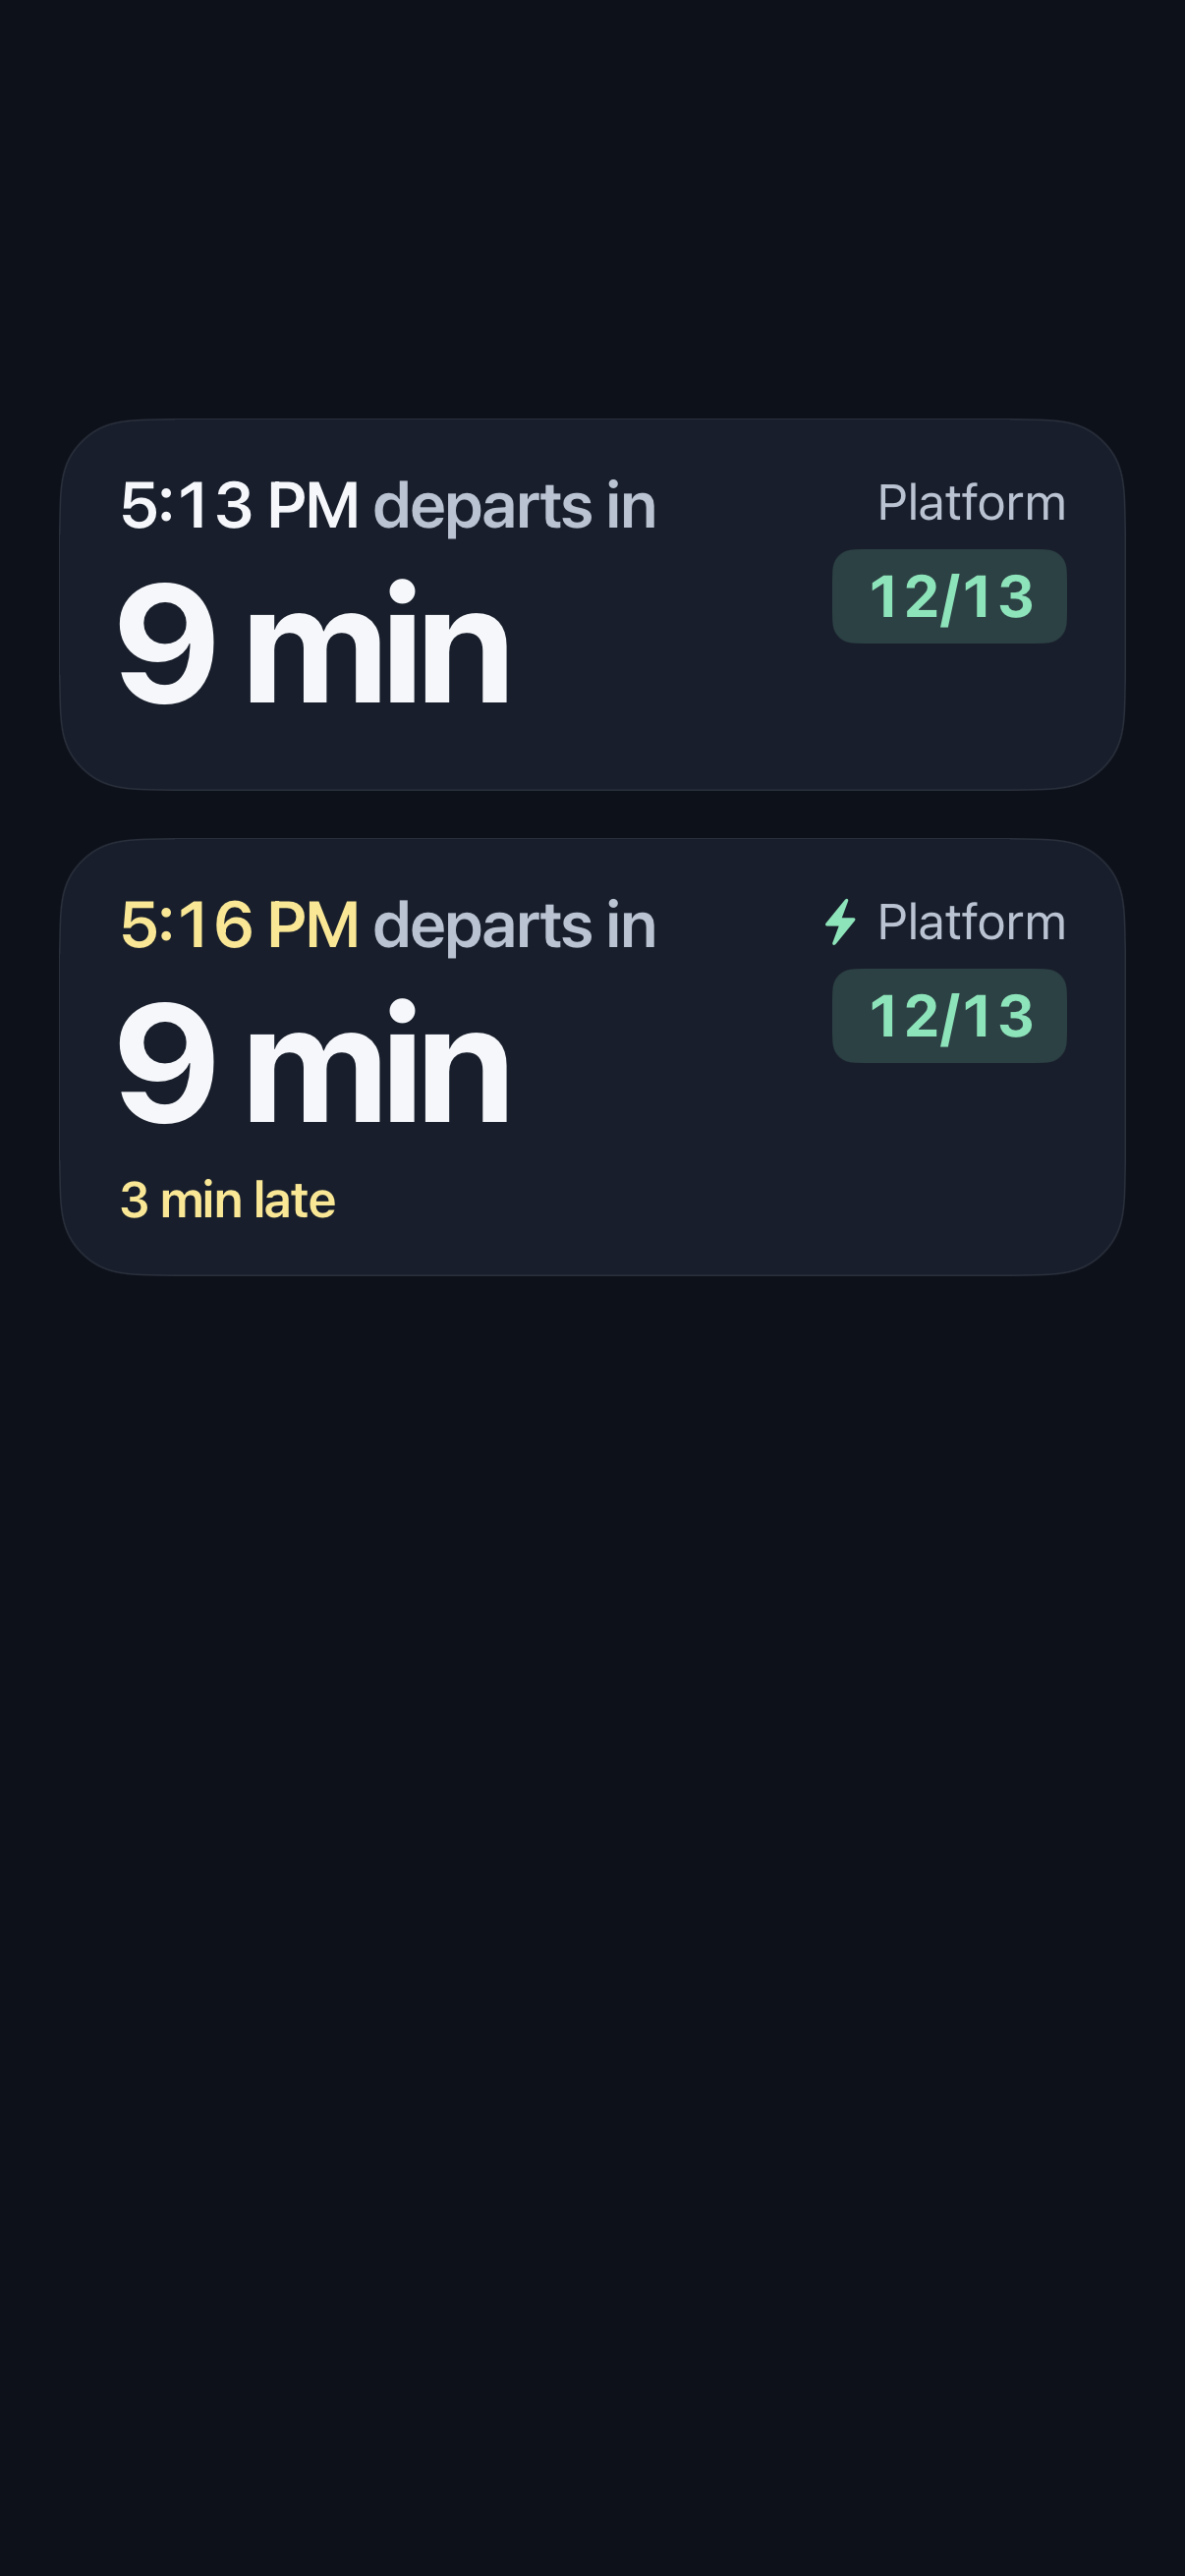 5:13 PM departs in
Platform
9 min
12/13
5:16 PM departs in
Platform
9 min
12/13
3 min late